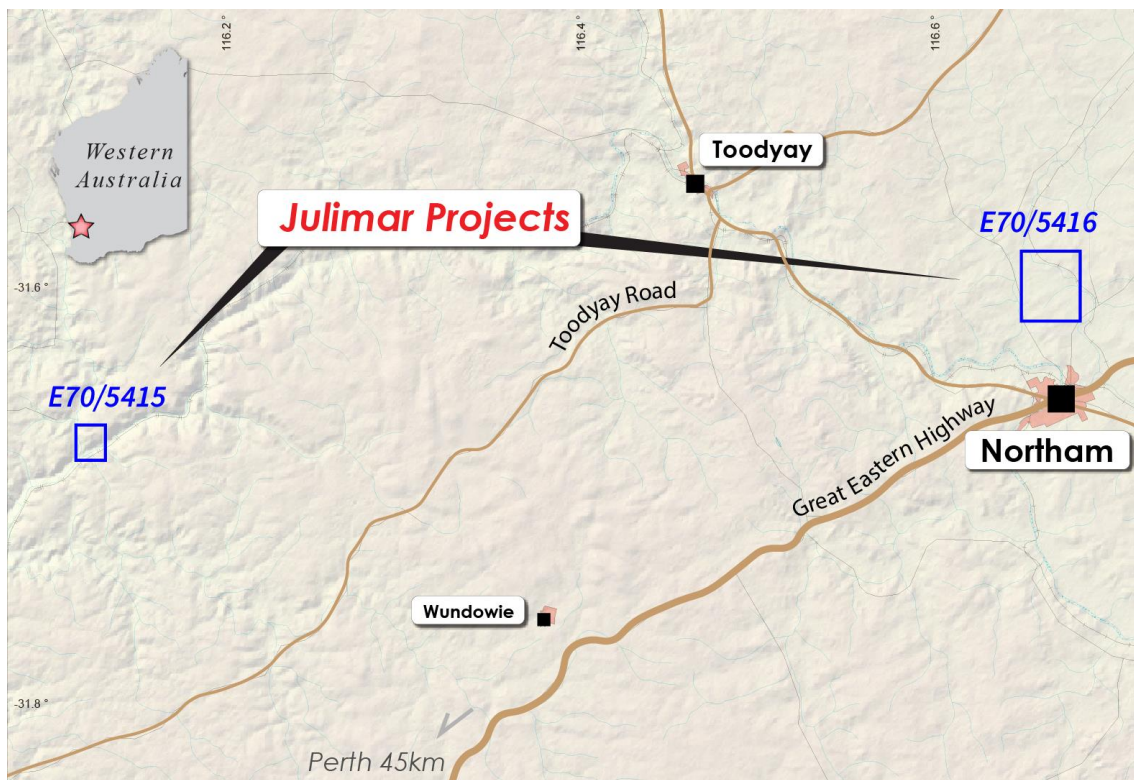 116.2 °
116.4 °
116.6 °
Western
Australia
Toodyay
Julimar Projects
E70/5416
-31.6 °
Toodyay Road
E70/5415
Great Eastern Highway
Northam
Wundowie
-31.8 °
Perth 45km